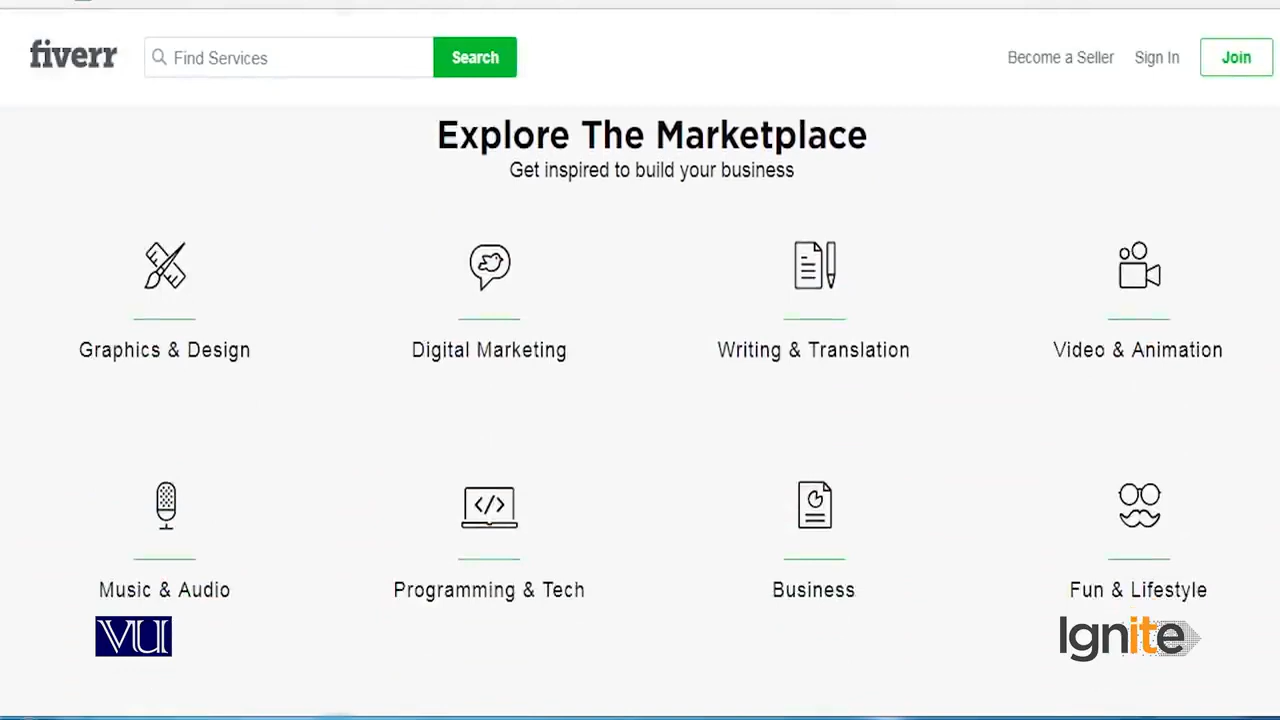 fiverr
Find Services
Search
Become a Seller
Sign In
Join
Explore The Marketplace
Get inspired to build your business
Graphics & Design
Digital Marketing
Writing & Translation
Video & Animation
</>
Music & Audio
Programming & Tech
Business
Fun & Lifestyle
VU
Ignite